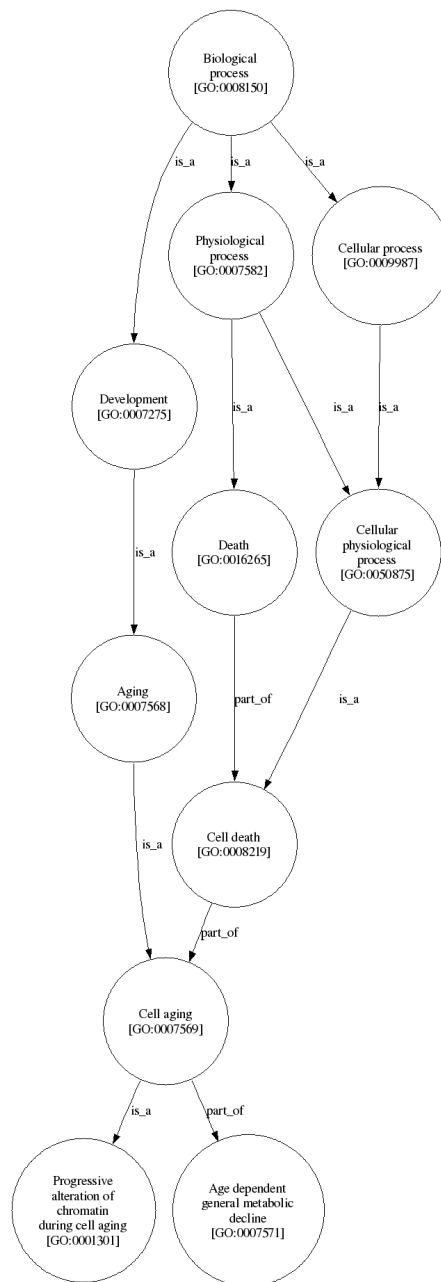 Biological
process
[GO:0008150]
is_a
is_a
is_a
Physiological
process
[GO:0007582]
Cellular process
[GO:0009987]
Development
[GO:0007275]
is_a
is_a
is_a
Death
[GO:0016265]
Cellular
physiological
process
[GO:0050875]
is_a
Aging
[GO:0007568]
part_of
is_a
Cell death
[GO:0008219]
is_a
part_of
Cell aging
[GO:0007569]
is_a
part_of
Progressive
alteration of
chromatin
during cell aging
[GO:0001301]
Age dependent
general metabolic
decline
[GO:0007571]